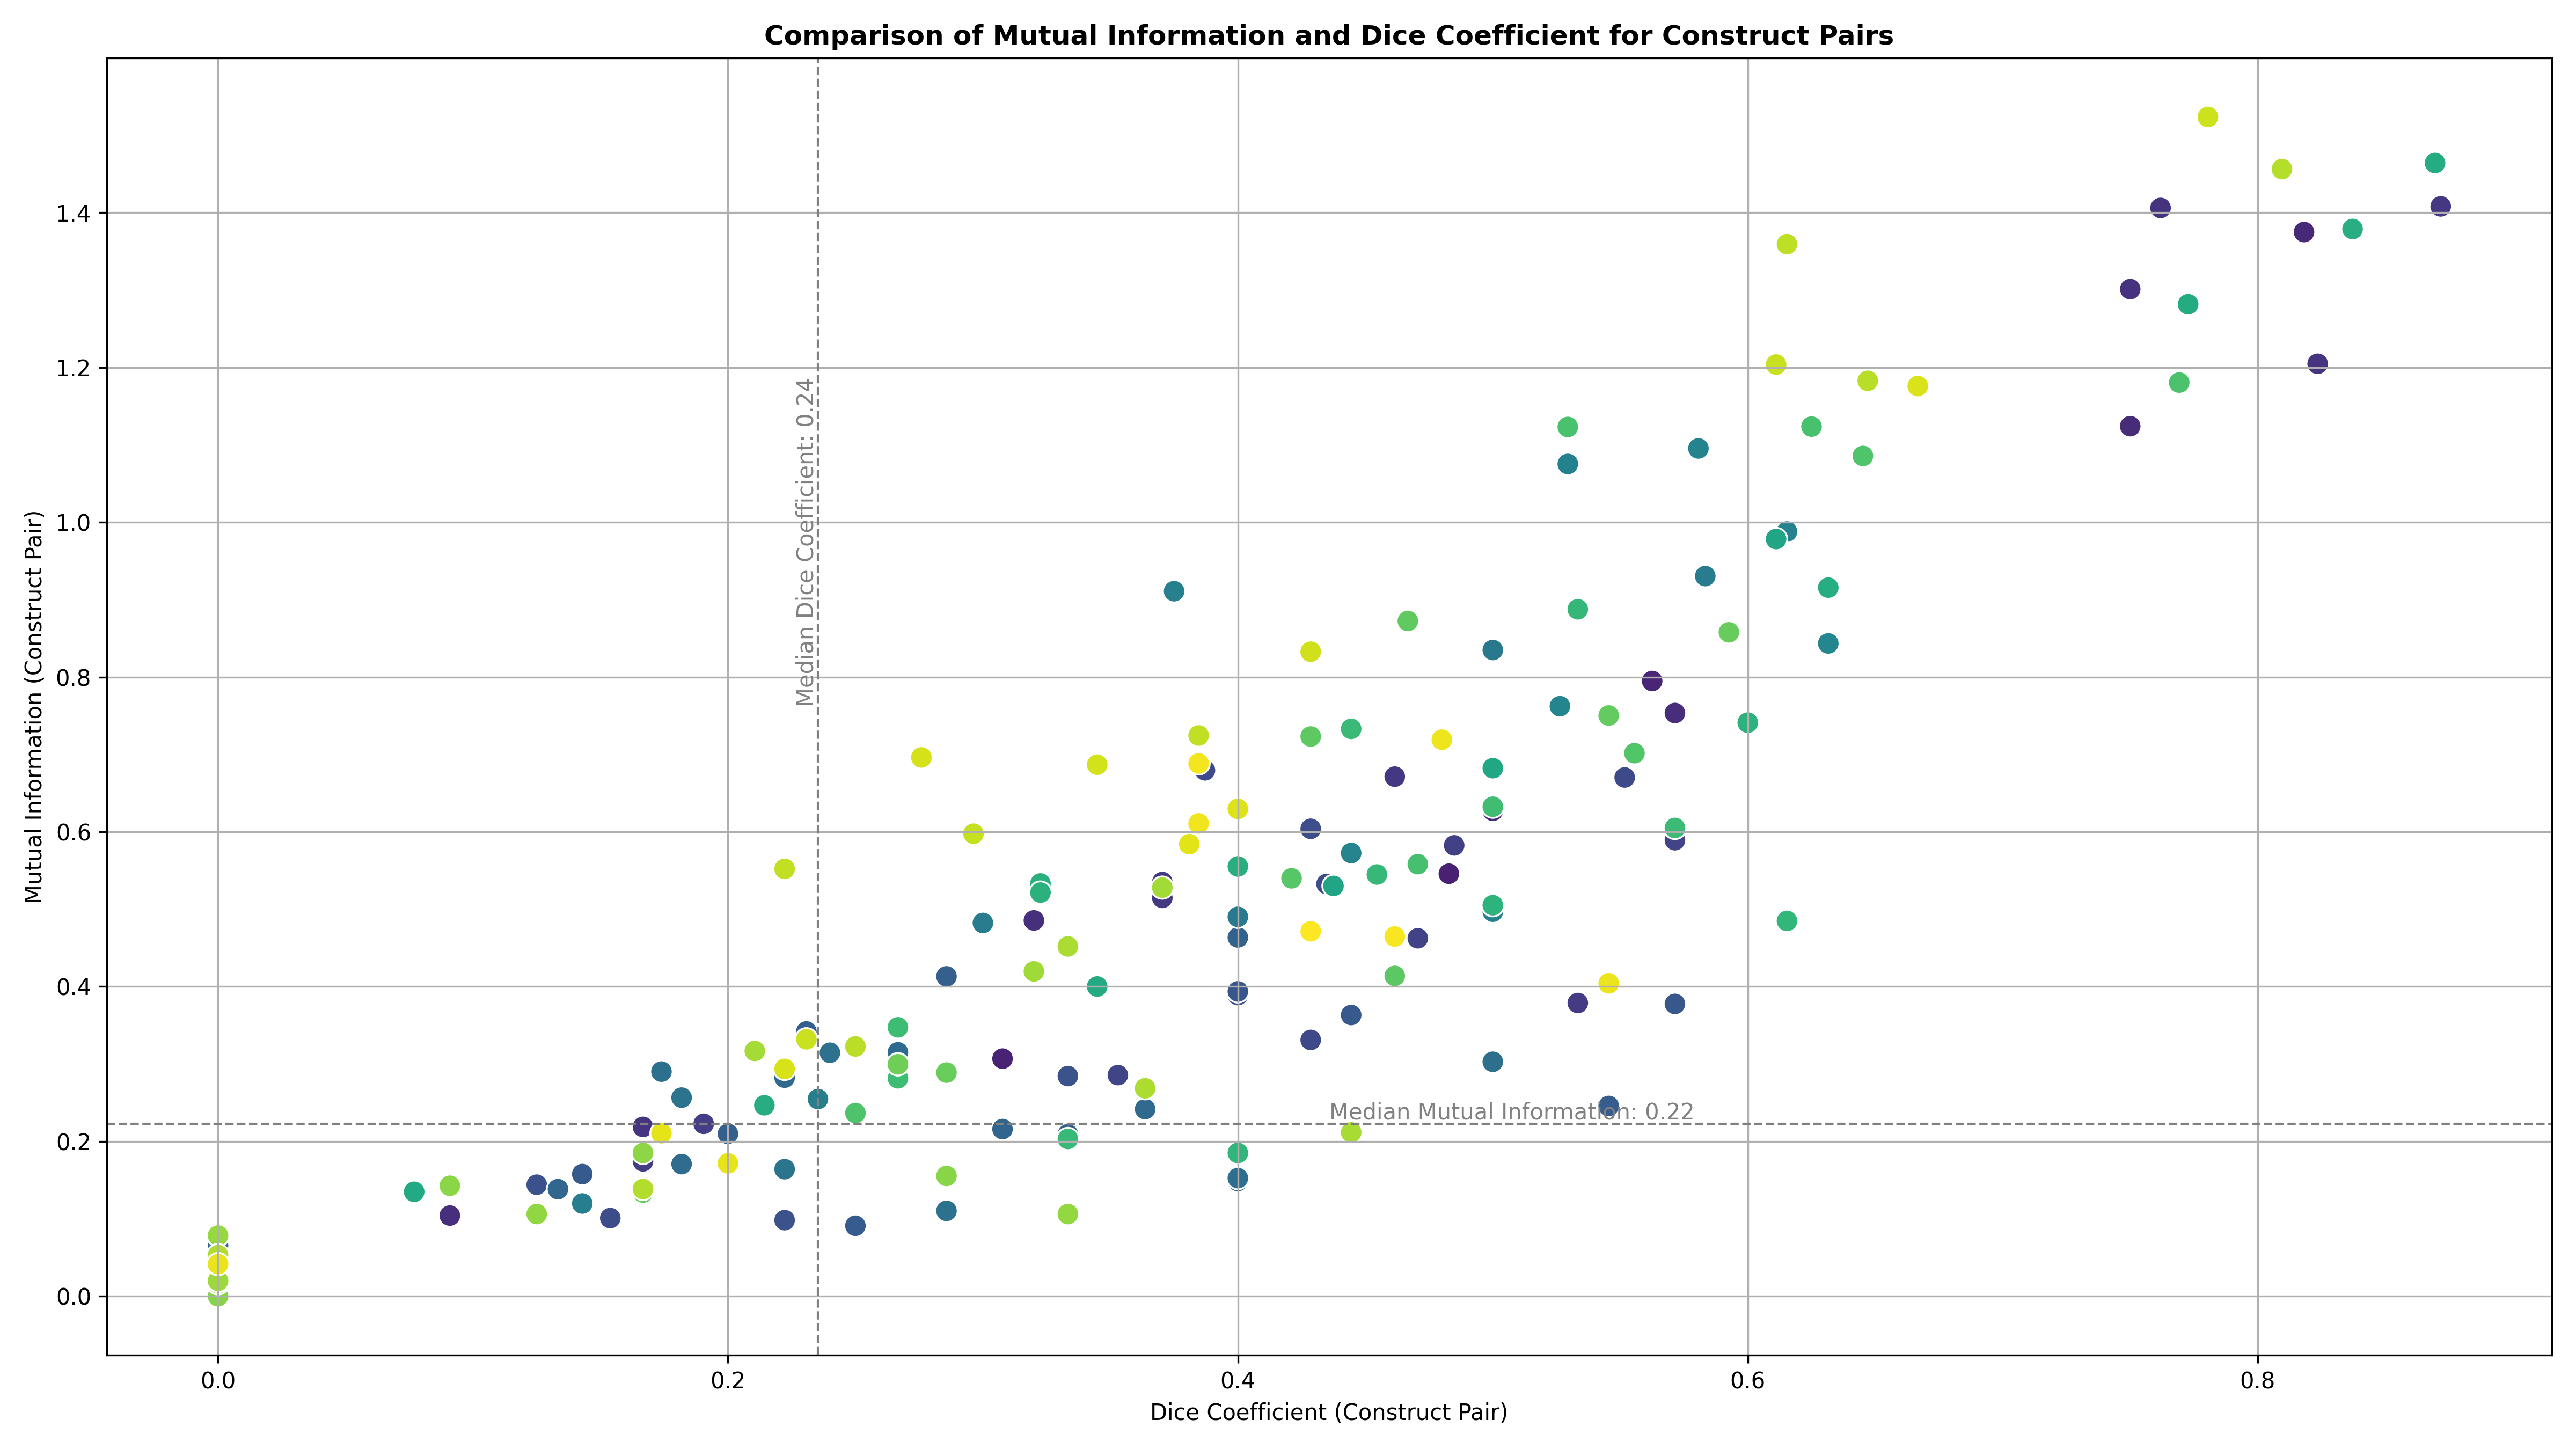 Comparison of Mutual Information and Dice Coefficient for Construct Pairs
Mutual Information (Construct Pair)
1.4
1.2
1.0
0.8
0.6
0.4
0.2
0.0
Median Dice Coefficient: 0.24
Median Mutual Information: 0.22
0.0
0.2
0.4
0.6
0.8
Dice Coefficient (Construct Pair)